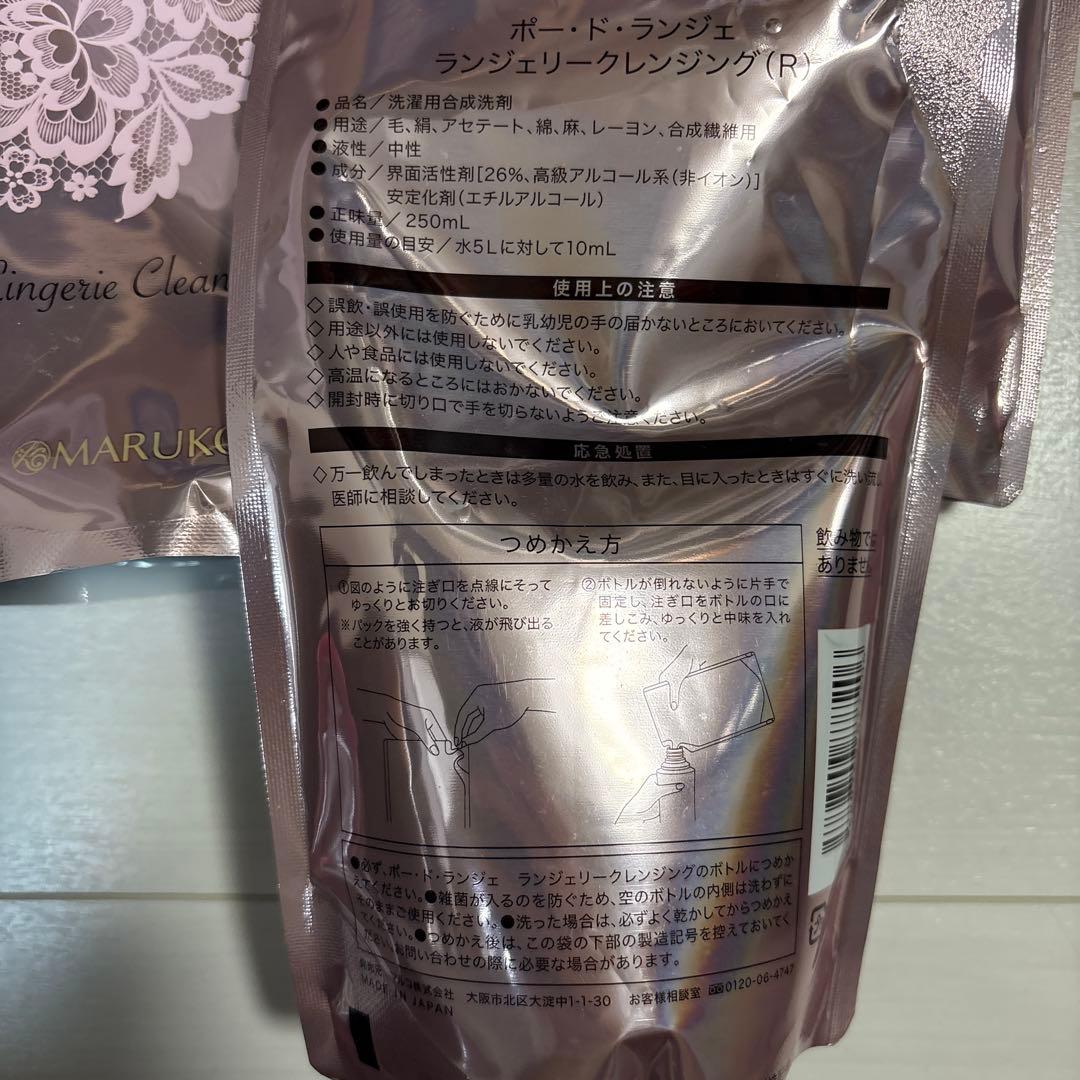 ポー・ド・ランジェ
ランジェリークレンジング(R)
●品名／洗濯用合成洗剤
●用途／毛、絹、アセテート、綿、麻、レーヨン、合成繊維用
●液性／中性
●成分／界面活性剤[26%、高級アルコール系(非イオン)]
安定化剤(エチルアルコール)
●正味量／250mL
●使用量の目安／水5Lに対して10mL
使用上の注意
◇誤飲・誤使用を防ぐために乳幼児の手の届かないところにおいてください。
◇用途以外には使用しないでください。
◇人や食品には使用しないでください。
◇高温になるところにはおかないでください。
◇開封時に切り口で手を切らないようご注意ください。
応急処置
◇万一飲んでしまったときは多量の水を飲み、また、目に入ったときはすぐに洗い流し
医師に相談してください。
つめかえ方
①図のように注ぎ口を点線にそって
ゆっくりとお切りください。
※パックを強く持つと、液が飛び出る
ことがあります。
②ボトルが倒れないように片手で
固定し、注ぎ口をボトルの口に
差しこみ、ゆっくりと中味を入れ
てください。
飲み物では
ありません
●必ず、ポー・ド・ランジェ ランジェリークレンジングのボトルにつめか
えてください。●雑菌が入るのを防ぐため、空のボトルの内側は洗わずに
そのままご使用ください。●洗った場合は、必ずよく乾かしてからつめかえ
てください。●つめかえ後は、この袋の下部の製造記号を控えておいてく
ださい。お問い合わせの際に必要な場合があります。
マルコ株式会社 大阪市北区大淀中1-1-30 お客様相談室 0120-06-4747
MADE IN JAPAN
Lingerie Clean
MARUKO